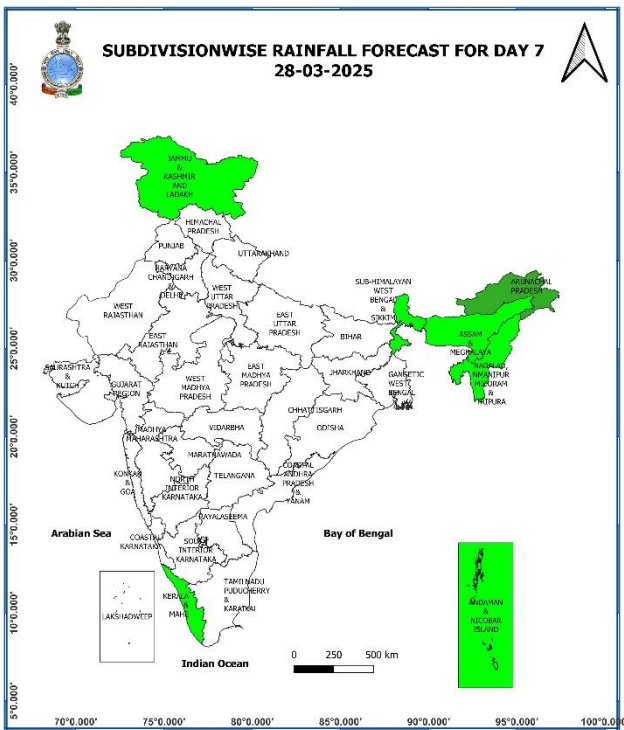 SUBDIVISIONWISE RAINFALL FORECAST FOR DAY 7
28-03-2025
40°0.000'
35°0.000'
30°0.000'
25°0.000'
20°0.000'
15°0.000'
10°0.000'
5°0.000'
JAMMU
&
KASHMIR
AND
LADAKH
HIMACHAL
PRADESH
PUNJAB
UTTARAKHAND
HARYANA
CHANDIGARH
&
DELHI
WEST
UTTAR
PRADESH
WEST
RAJASTHAN
EAST
RAJASTHAN
EAST
UTTAR
PRADESH
BIHAR
SUB-HIMALAYAN
WEST
BENGAL
&
SIKKIM
ARUNACHAL
PRADESH
ASSAM
&
MEGHALAYA
NAGALAD,
NMANIPUR
MIZORAM
&
TRIPURA
SAURASHTRA
&
KUTCH
GUJARAT
REGION
WEST
MADHYA
PRADESH
EAST
MADHYA
PRADESH
JHARKHAND
GANGETIC
WEST
BENGAL
CHHATTISGARH
ODISHA
MADHYA
MAHARASHTRA
VIDARBHA
MARATHAWADA
KONKAN
&
GOA
NORTH
INTERIOR
KARNATAKA
TELANGANA
COASTAL
ANDHRA
PRADESH
&
YANAM
RAYALASEEMA
COASTAL
KARNATAKA
SOUTH
INTERIOR
KARNATAKA
Arabian Sea
Bay of Bengal
TAMILNADU
PUDUCHERRY
&
KARAIKAL
KERALA
&
MAHE
LAKSHADWEEP
ANDAMAN
&
NICOBAR
ISLAND
Indian Ocean
0 250 500 km
70°0.000' 75°0.000' 80°0.000' 85°0.000' 90°0.000' 95°0.000' 100°0.000'